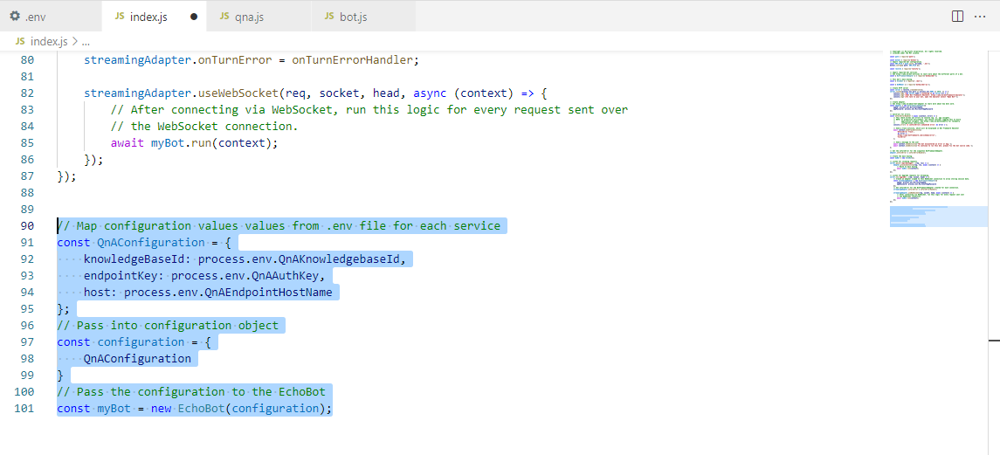 .env
JS index.js ●
JS qna.js
JS bot.js
...
JS index.js > ...
80 streamingAdapter.onTurnError = onTurnErrorHandler;
81
82 streamingAdapter.useWebSocket(req, socket, head, async (context) => {
83 // After connecting via WebSocket, run this logic for every request sent over
84 // the WebSocket connection.
85 await myBot.run(context);
86 });
87 });
88
89
90 // Map configuration values values from .env file for each service
91 const QnAConfiguration = {
92 knowledgeBaseId: process.env.QnAKnowledgebaseId,
93 endpointKey: process.env.QnAAuthKey,
94 host: process.env.QnAEndpointHostName
95 };
96 // Pass into configuration object
97 const configuration = {
98 QnAConfiguration
99 }
100 // Pass the configuration to the EchoBot
101 const myBot = new EchoBot(configuration);